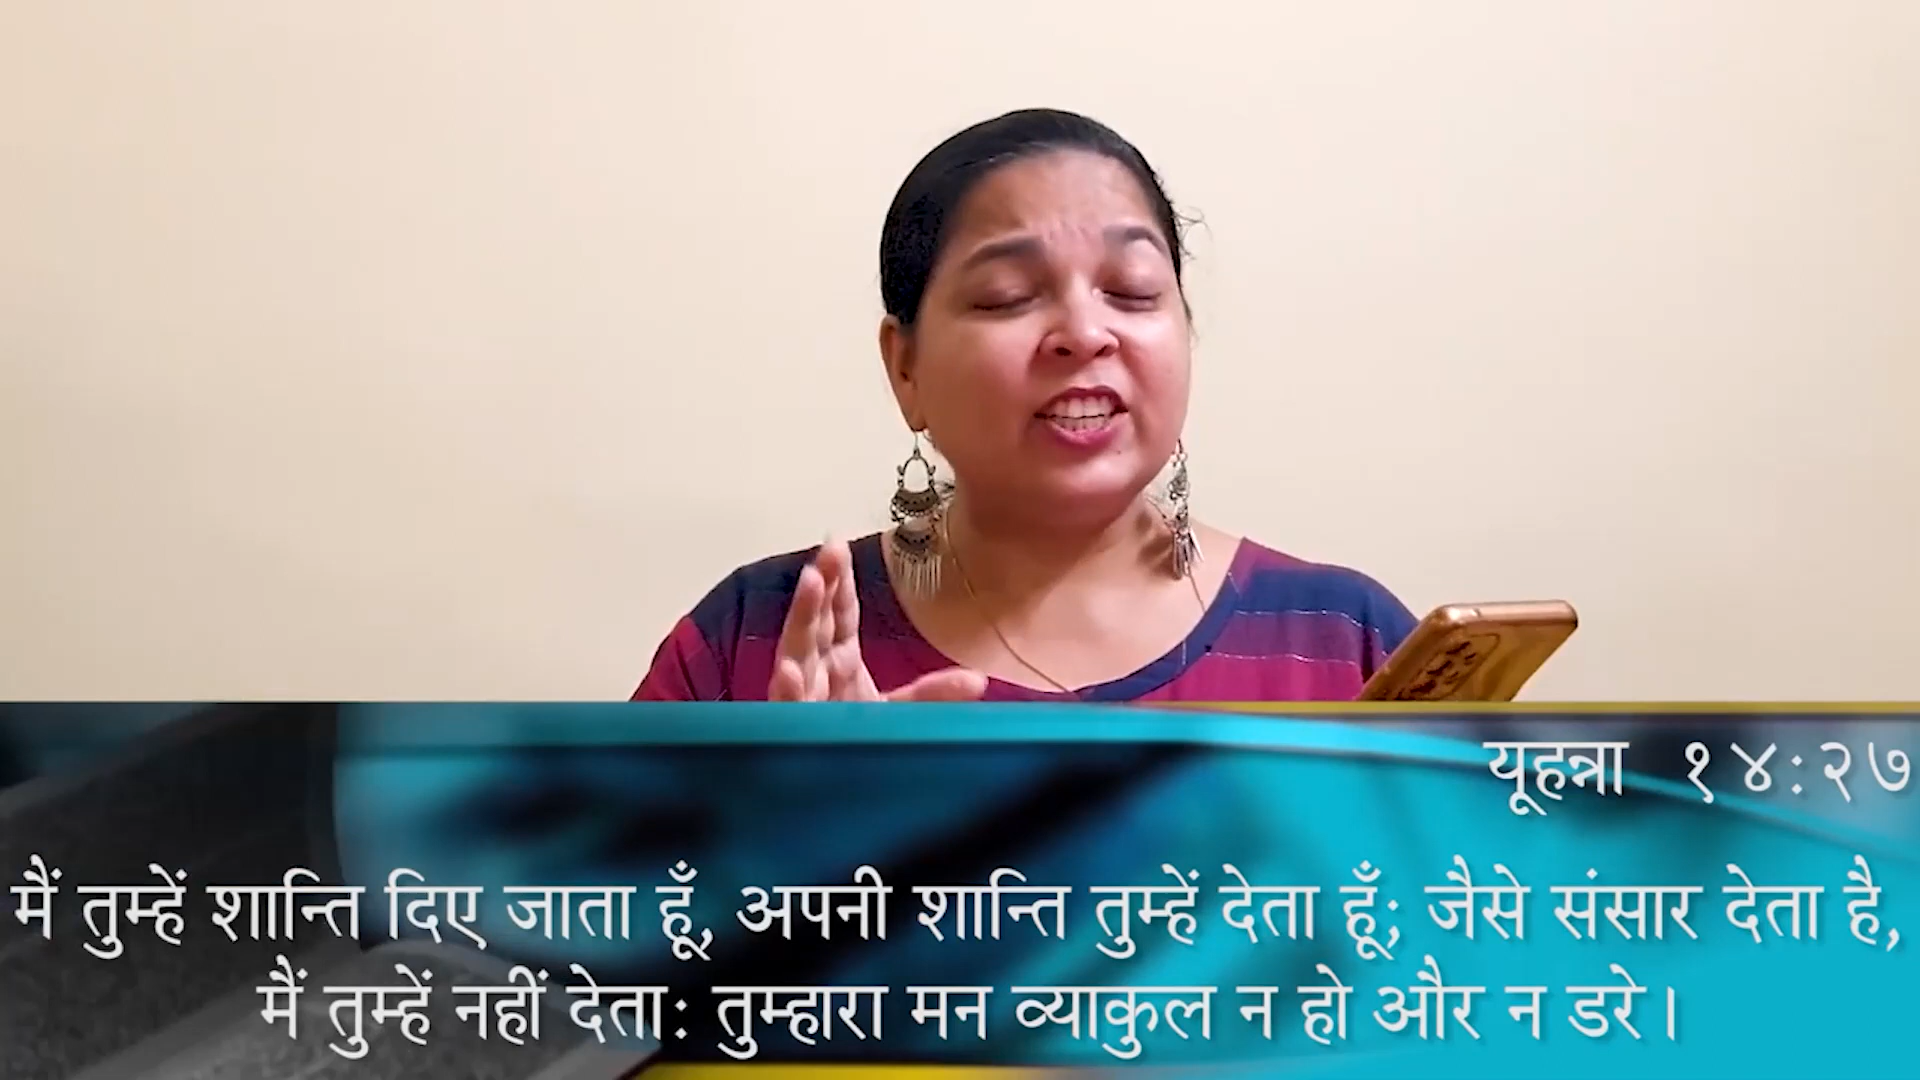 यूहन्ना १४:२७
मैं तुम्हें शान्ति दिए जाता हूँ, अपनी शान्ति तुम्हें देता हूँ; जैसे संसार देता है,
मैं तुम्हें नहीं देता: तुम्हारा मन व्याकुल न हो और न डरे।